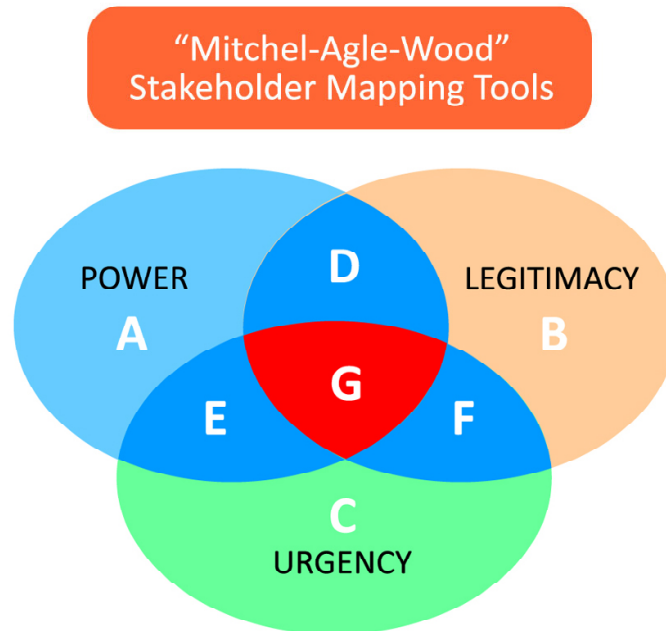 “Mitchel-Agle-Wood”
Stakeholder Mapping Tools
D
POWER
LEGITIMACY
A
B
G
E
F
C
URGENCY